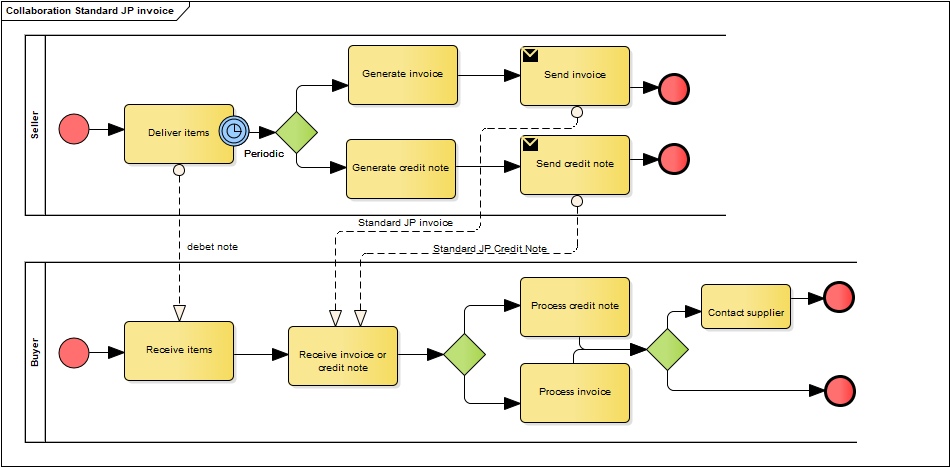 Collaboration Standard JP invoice
Seller
Deliver items
Periodic
Generate invoice
Send invoice
Generate credit note
Send credit note
Standard JP invoice
debet note
Standard JP Credit Note
Buyer
Receive items
Receive invoice or
credit note
Process credit note
Process invoice
Contact supplier